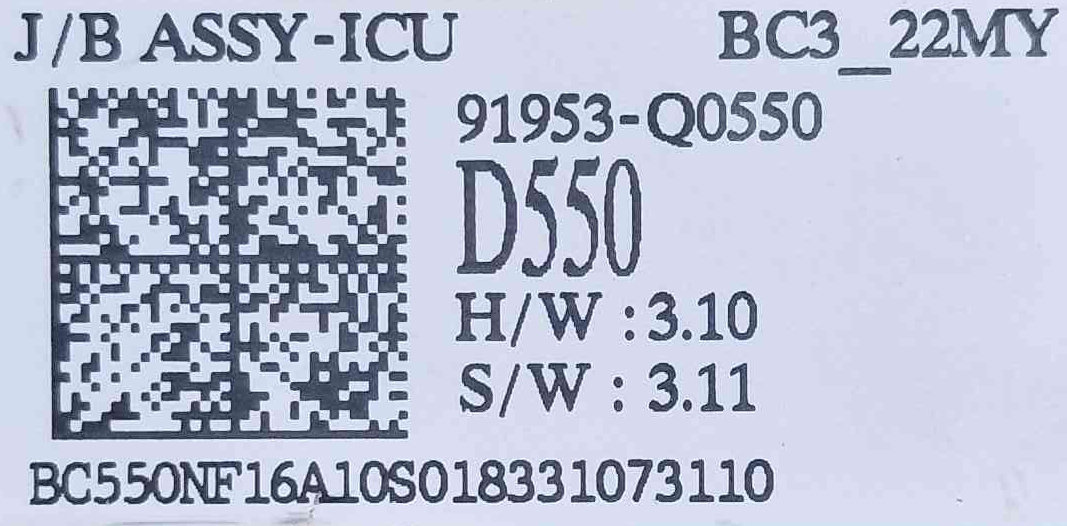 J/B ASSY-ICU BC3_22MY
91953-Q0550
D550
H/W :3.10
S/W : 3.11
BC550NF16A10S018331073110